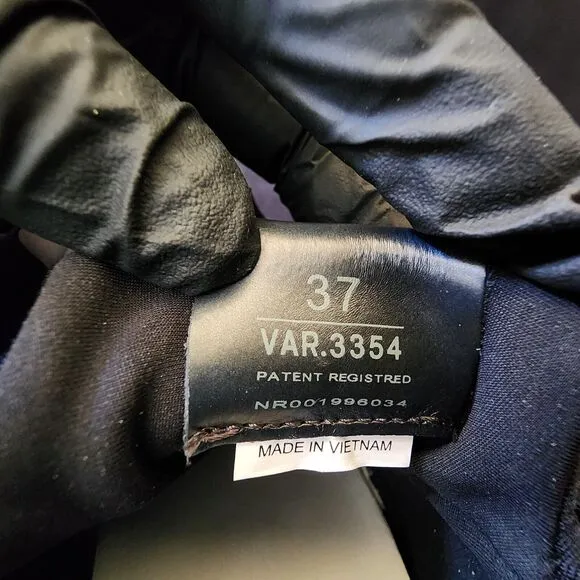 37
VAR.3354
PATENT REGISTRED
NR001996034
MADE IN VIETNAM